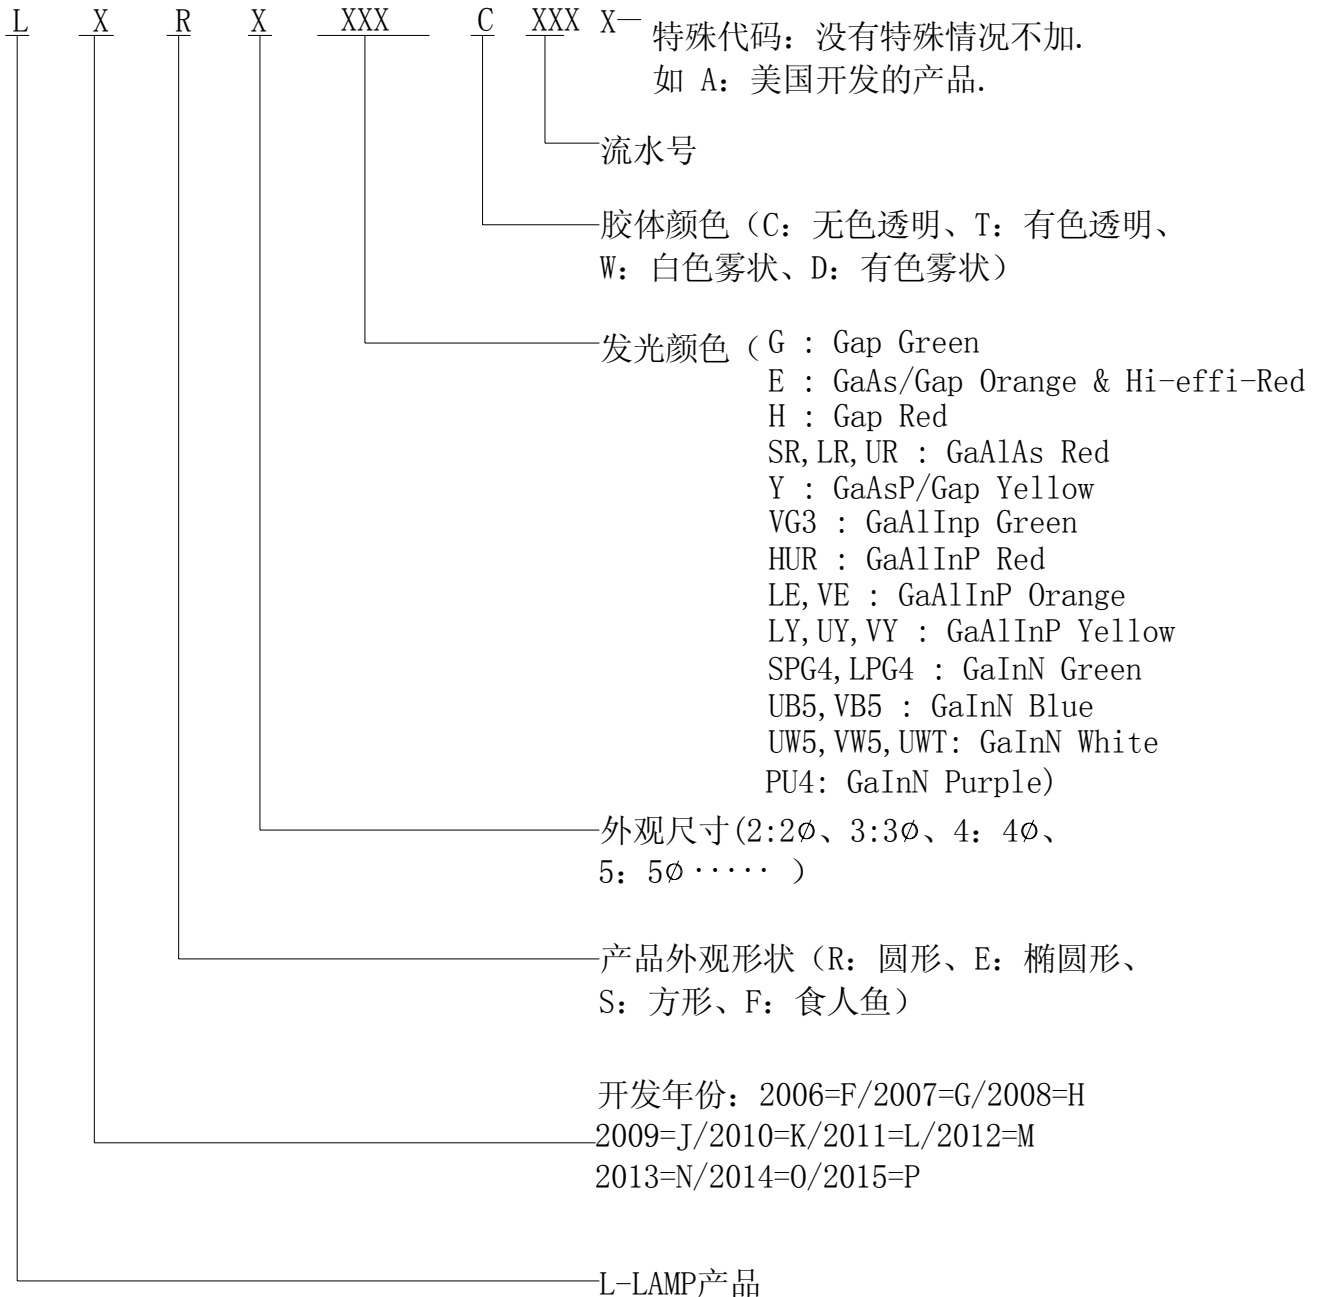 L X R X XXX C XXX X
特殊代码：没有特殊情况不加.
如 A：美国开发的产品.
流水号
胶体颜色（C：无色透明、T：有色透明、
W：白色雾状、D：有色雾状）
发光颜色（G : Gap Green
E : GaAs/Gap Orange & Hi-effi-Red
H : Gap Red
SR,LR,UR : GaAlAs Red
Y : GaAsP/Gap Yellow
VG3 : GaAlInp Green
HUR : GaAlInP Red
LE,VE : GaAlInP Orange
LY,UY,VY : GaAlInP Yellow
SPG4,LPG4 : GaInN Green
UB5,VB5 : GaInN Blue
UW5,VW5,UWT: GaInN White
PU4: GaInN Purple)
外观尺寸(2:2Ø、3:3Ø、4：4Ø、
5：5Ø ····· ）
产品外观形状（R：圆形、E：椭圆形、
S：方形、F：食人鱼）
开发年份：2006=F/2007=G/2008=H
2009=J/2010=K/2011=L/2012=M
2013=N/2014=O/2015=P
L-LAMP产品